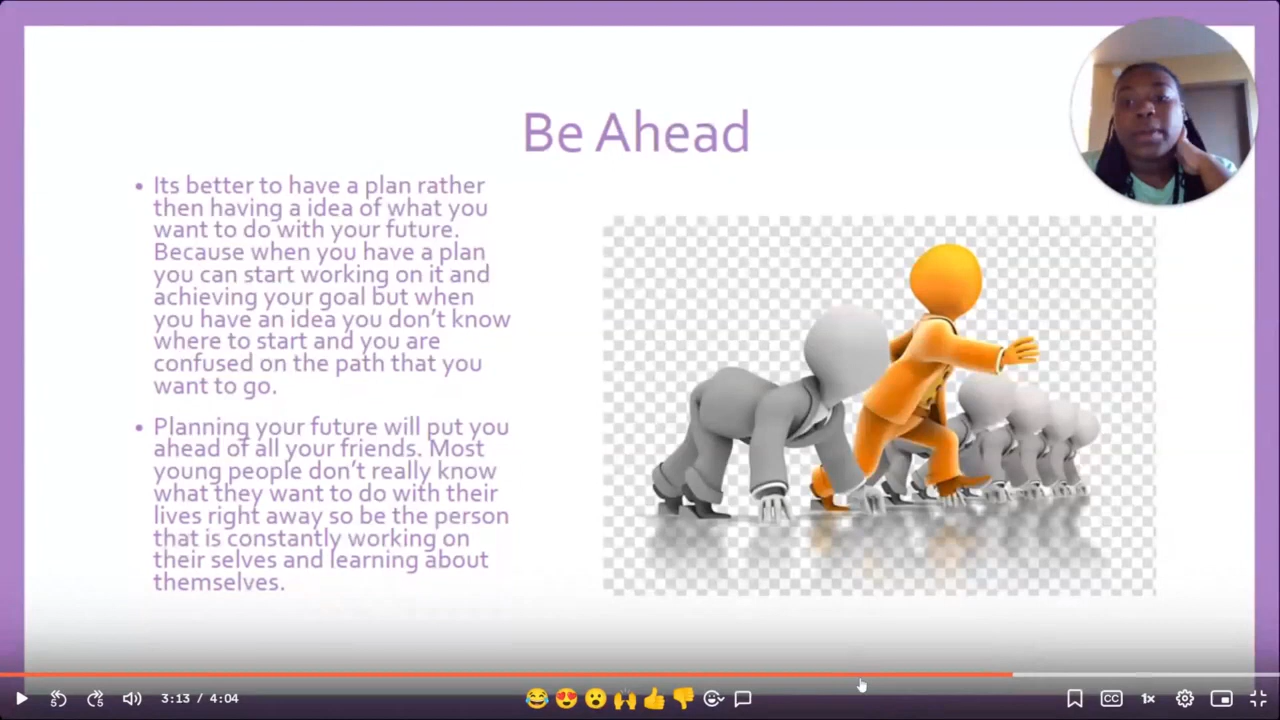 Be Ahead
Its better to have a plan rather
then having a idea of what you
want to do with your future.
Because when you have a plan
you can start working on it and
achieving your goal but when
you have an idea you don't know
where to start and you are
confused on the path that you
want to go.
Planning your future will put you
ahead of all your friends. Most
young people don't really know
what they want to do with their
lives right away so be the person
that is constantly working on
their selves and learning about
themselves.
5 5 3:13 / 4:04 CC 1x